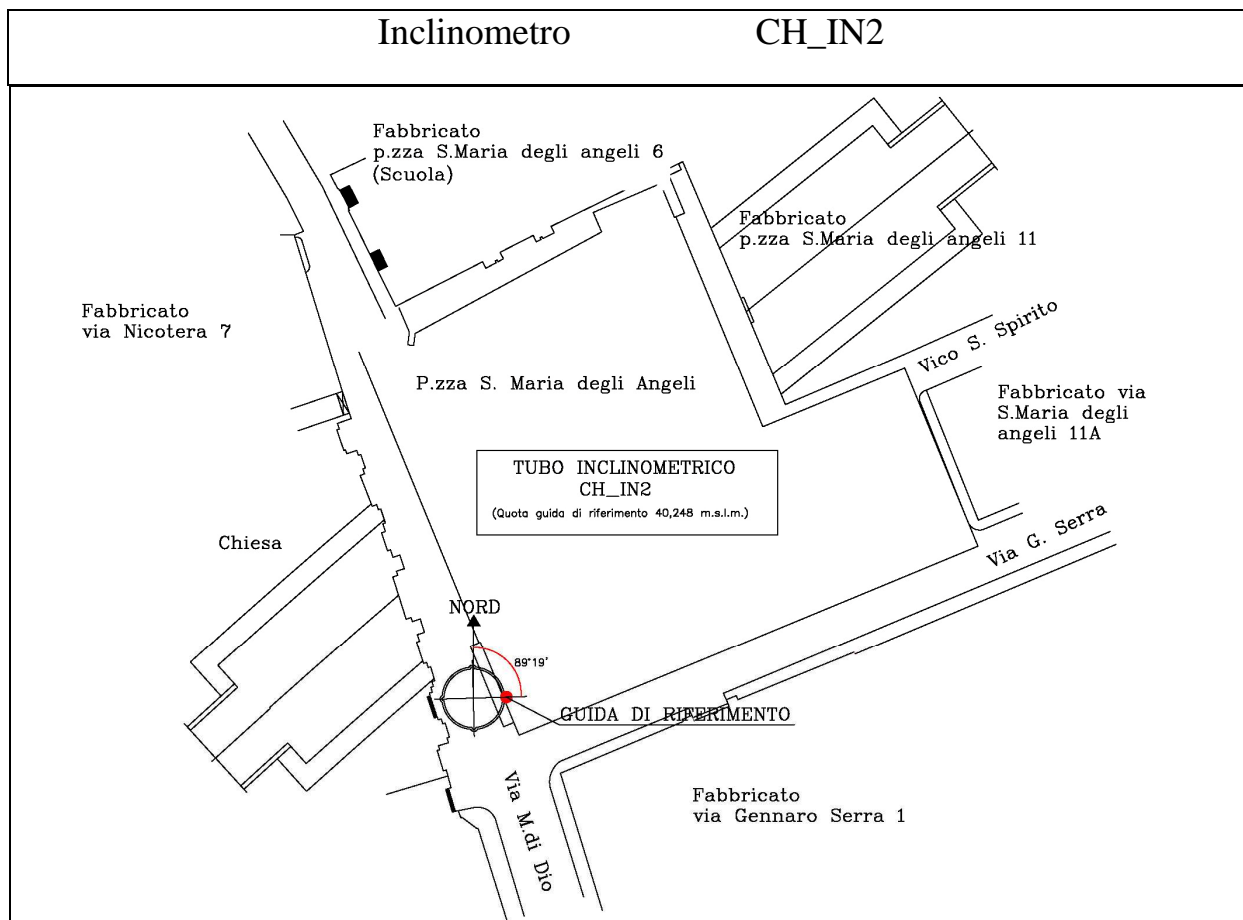 Inclinometro CH_IN2
Fabbricato
p.zza S.Maria degli angeli 6
(Scuola)
Fabbricato
p.zza S.Maria degli angeli 11
Fabbricato
via Nicotera 7
Vico S. Spirito
P.zza S. Maria degli Angeli
Fabbricato via
S.Maria degli
angeli 11A
TUBO INCLINOMETRICO
CH_IN2
(Quota guida di riferimento 40,248 m.s.l.m.)
Chiesa
Via G. Serra
NORD
89°19'
GUIDA DI RIFERIMENTO
Via M.di Dio
Fabbricato
via Gennaro Serra 1